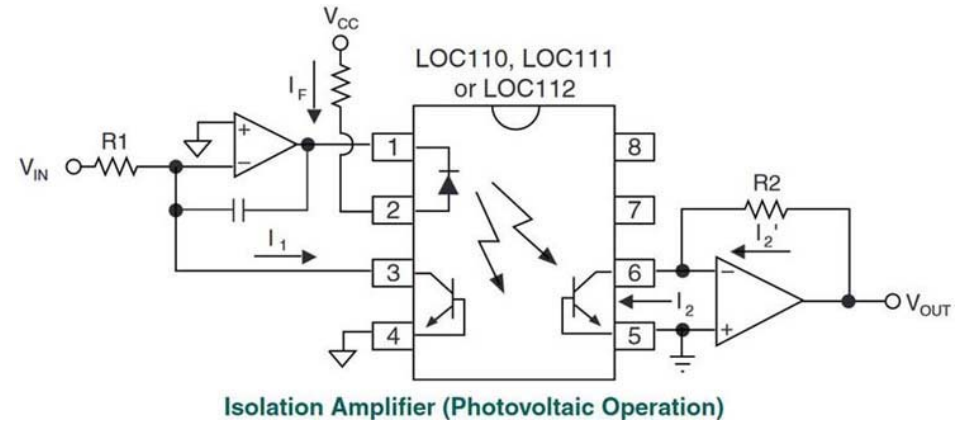 VCC
LOC110, LOC111
or LOC112
IF
R1
+
1
8
VIN
−
2
7
R2
I1
I2'
3
6
−
I2
VOUT
4
5
+
Isolation Amplifier (Photovoltaic Operation)